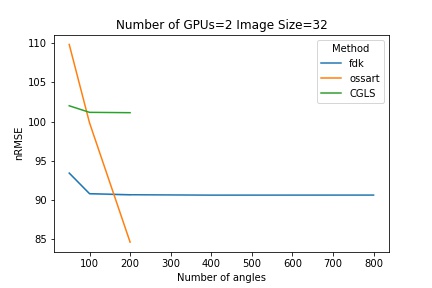 Number of GPUs=2 Image Size=32
Method
fdk
ossart
CGLS
nRMSE
110
105
100
95
90
85
100 200 300 400 500 600 700 800
Number of angles